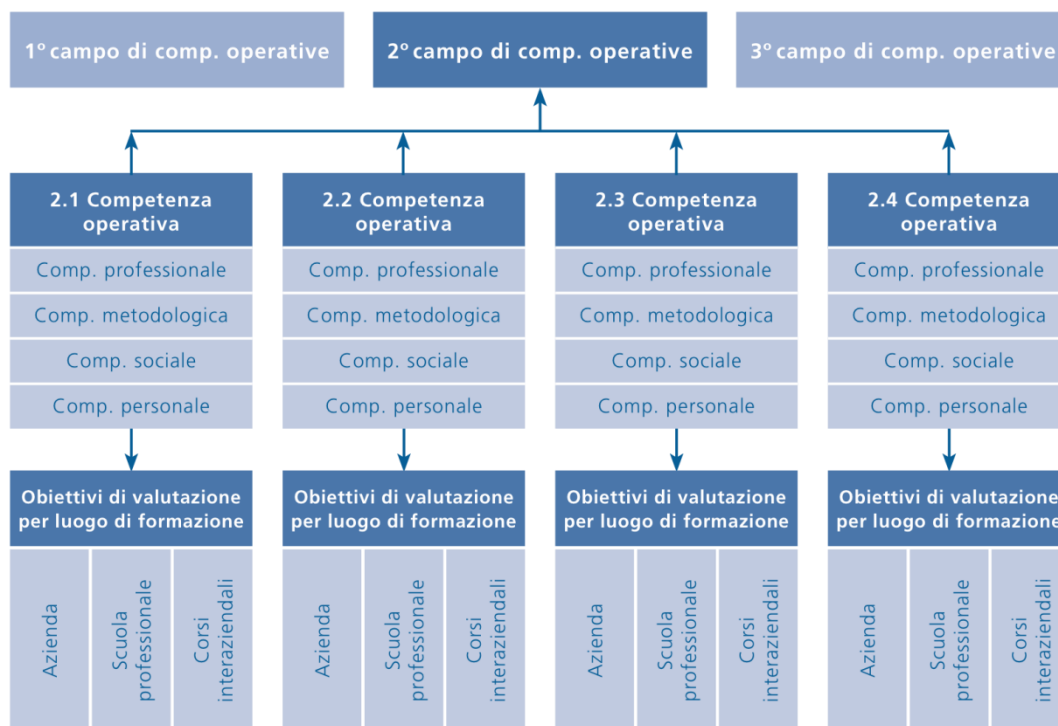 1° campo di comp. operative
2° campo di comp. operative
3° campo di comp. operative
2.1 Competenza
operativa
Comp. professionale
Comp. metodologica
Comp. sociale
Comp. personale
Obiettivi di valutazione
per luogo di formazione
Azienda
Scuola
professionale
Corsi
interaziendali
2.2 Competenza
operativa
Comp. professionale
Comp. metodologica
Comp. sociale
Comp. personale
Obiettivi di valutazione
per luogo di formazione
Azienda
Scuola
professionale
Corsi
interaziendali
2.3 Competenza
operativa
Comp. professionale
Comp. metodologica
Comp. sociale
Comp. personale
Obiettivi di valutazione
per luogo di formazione
Azienda
Scuola
professionale
Corsi
interaziendali
2.4 Competenza
operativa
Comp. professionale
Comp. metodologica
Comp. sociale
Comp. personale
Obiettivi di valutazione
per luogo di formazione
Azienda
Scuola
professionale
Corsi
interaziendali